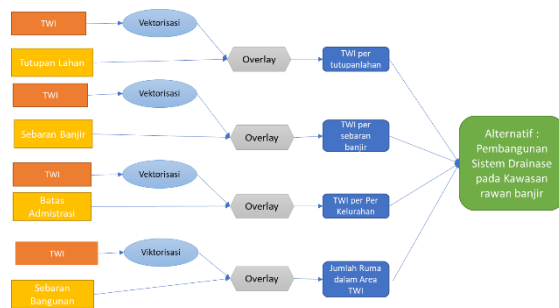 TWI
Vektorisasi
Tutupan Lahan
Overlay
TWI per
tutupanlahan
TWI
Vektorisasi
Sebaran Banjir
Overlay
TWI per
sebaran
banjir
TWI
Vektorisasi
Batas
Admistrasi
Overlay
TWI per Per
Kelurahan
TWI
Viktorisasi
Sebaran
Bangunan
Overlay
Jumlah Ruma
dalam Area
TWI
Alternatif :
Pembangunan
Sistem Drainase
pada Kawasan
rawan banjir